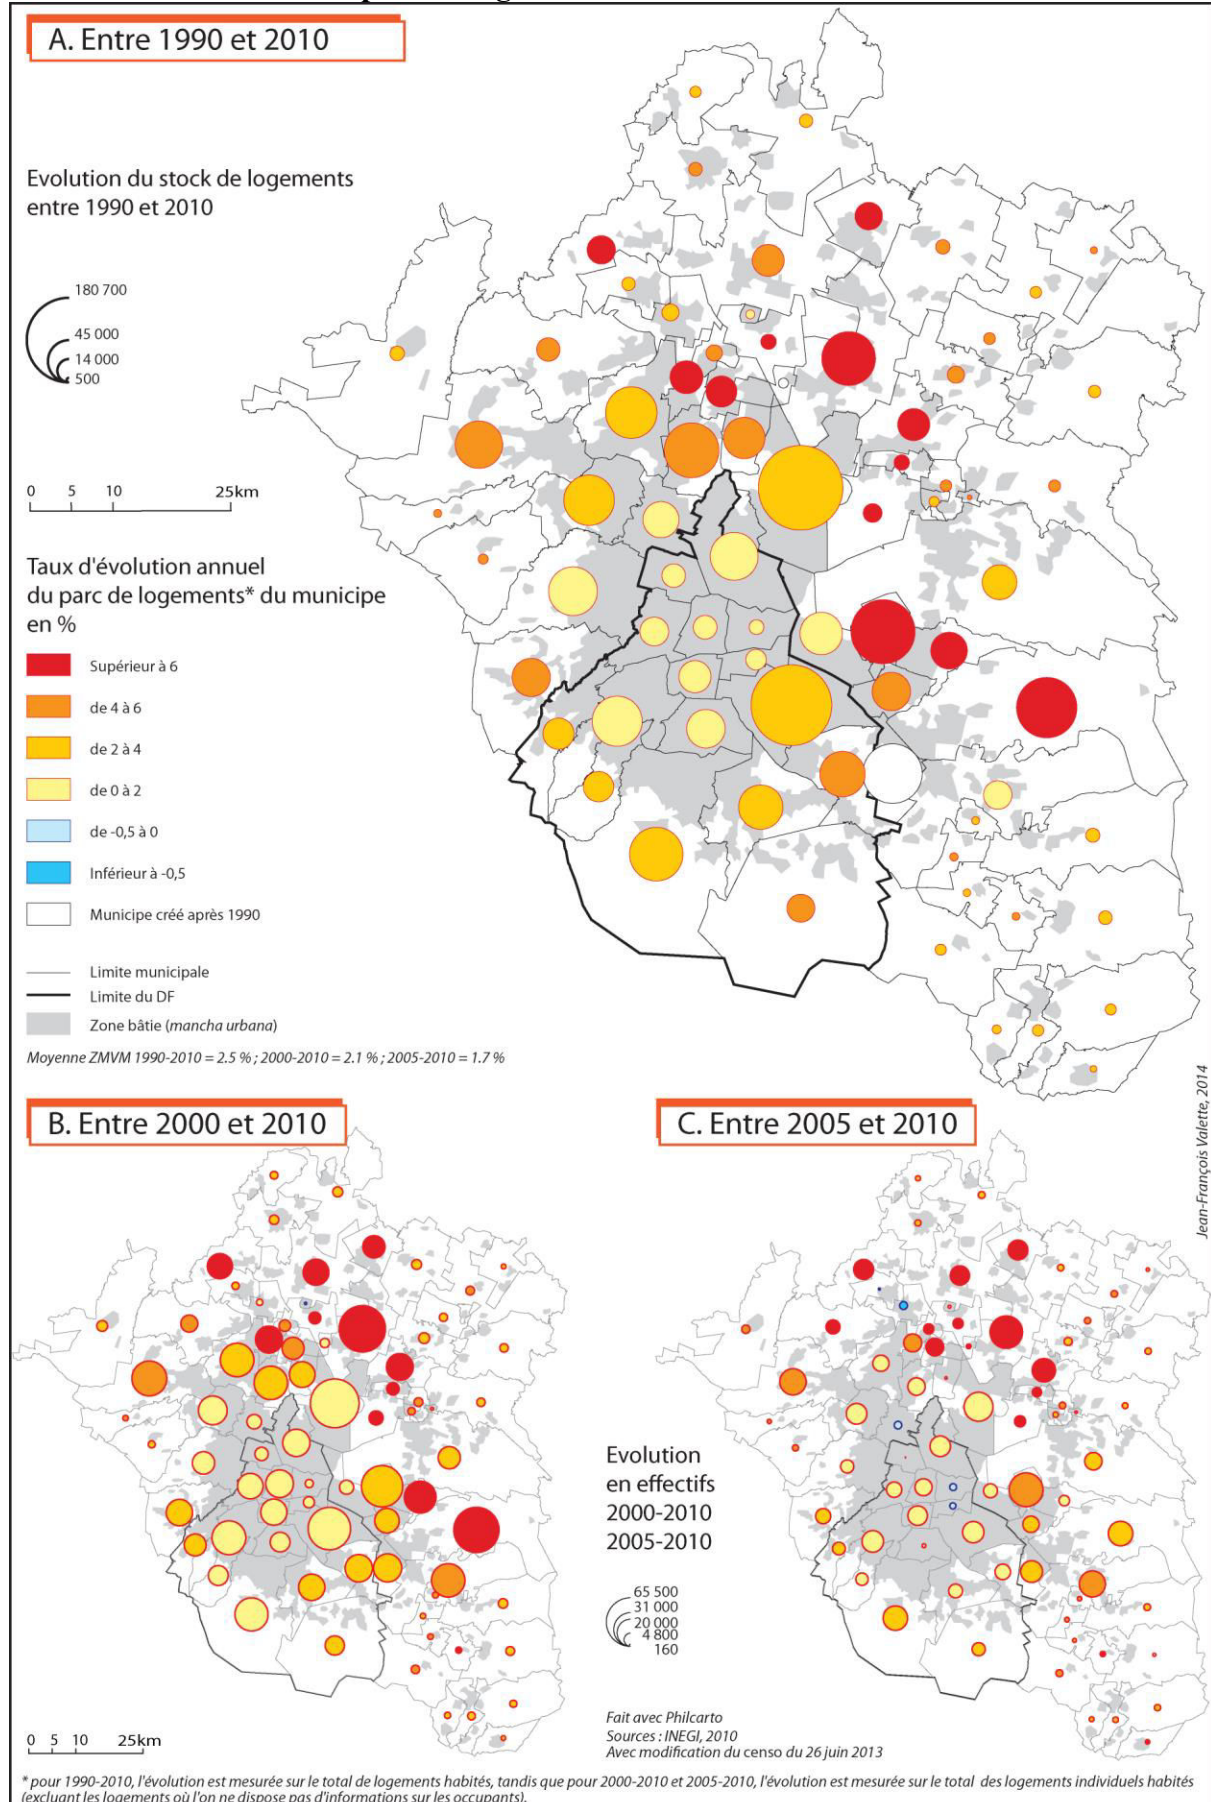 A. Entre 1990 et 2010
Evolution du stock de logements
entre 1990 et 2010
180 700
45 000
14 000
500
0 5 10 25km
Taux d'évolution annuel
du parc de logements* du municipe
en %
Supérieur à 6
de 4 à 6
de 2 à 4
de 0 à 2
de -0,5 à 0
Inférieur à -0,5
Municipe créé après 1990
Limite municipale
Limite du DF
Zone bâtie (mancha urbana)
Moyenne ZMVM 1990-2010 = 2.5 % ; 2000-2010 = 2.1 % ; 2005-2010 = 1.7 %
Jean-François Valette, 2014
B. Entre 2000 et 2010
C. Entre 2005 et 2010
Evolution
en effectifs
2000-2010
2005-2010
65 500
31 000
20 000
4 800
160
0 5 10 25km
Fait avec Philcarto
Sources : INEGI, 2010
Avec modification du censo du 26 juin 2013
* pour 1990-2010, l'évolution est mesurée sur le total de logements habités, tandis que pour 2000-2010 et 2005-2010, l'évolution est mesurée sur le total des logements individuels habités
(excluant les logements où l'on ne dispose pas d'informations sur les occupants).